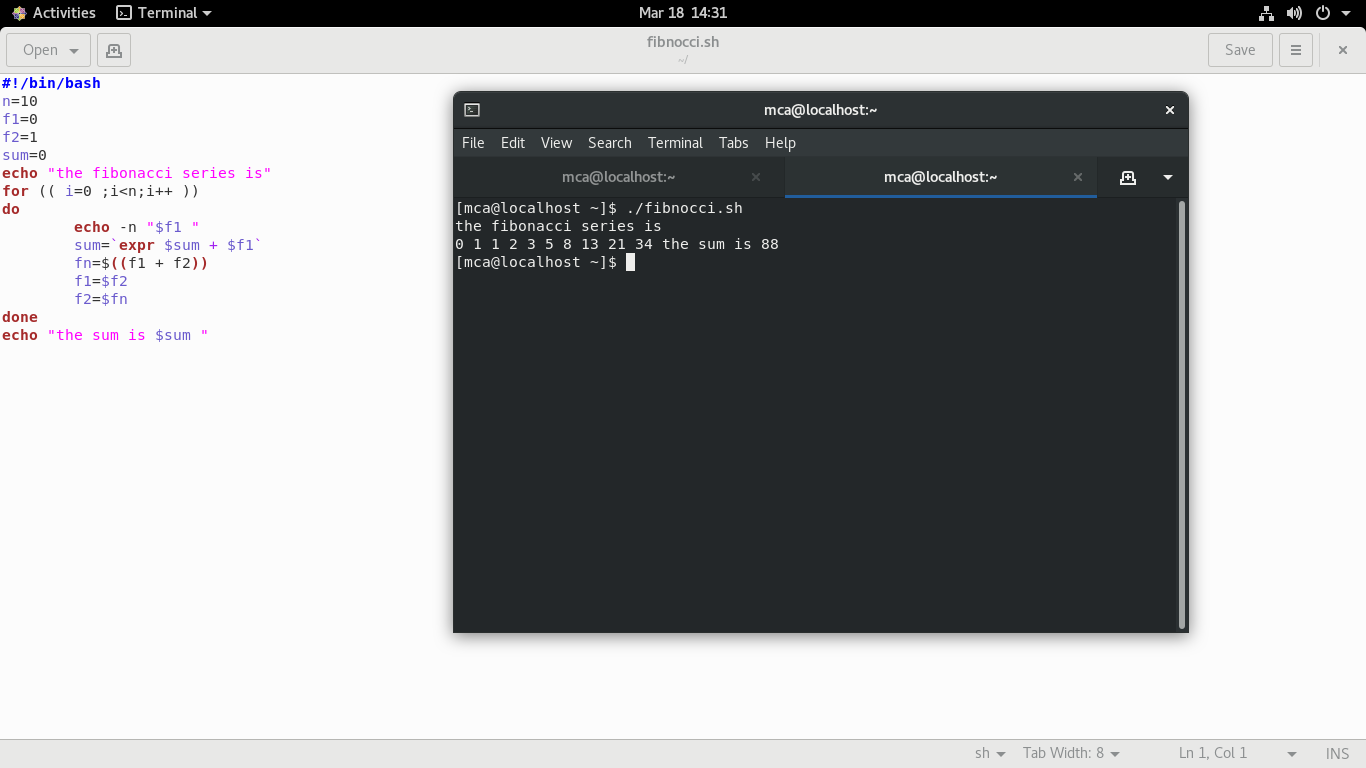 Activities Terminal Mar 18 14:31
Open fibnocci.sh Save
~/
#!/bin/bash
n=10
f1=0
f2=1
sum=0
echo "the fibonacci series is"
for (( i=0 ;i<n;i++ ))
do
        echo -n "$f1 "
        sum=`expr $sum + $f1`
        fn=$((f1 + f2))
        f1=$f2
        f2=$fn
done
echo "the sum is $sum "
mca@localhost:~
File Edit View Search Terminal Tabs Help
mca@localhost:~ mca@localhost:~
[mca@localhost ~]$ ./fibnocci.sh
the fibonacci series is
0 1 1 2 3 5 8 13 21 34 the sum is 88
[mca@localhost ~]$
sh Tab Width: 8 Ln 1, Col 1 INS